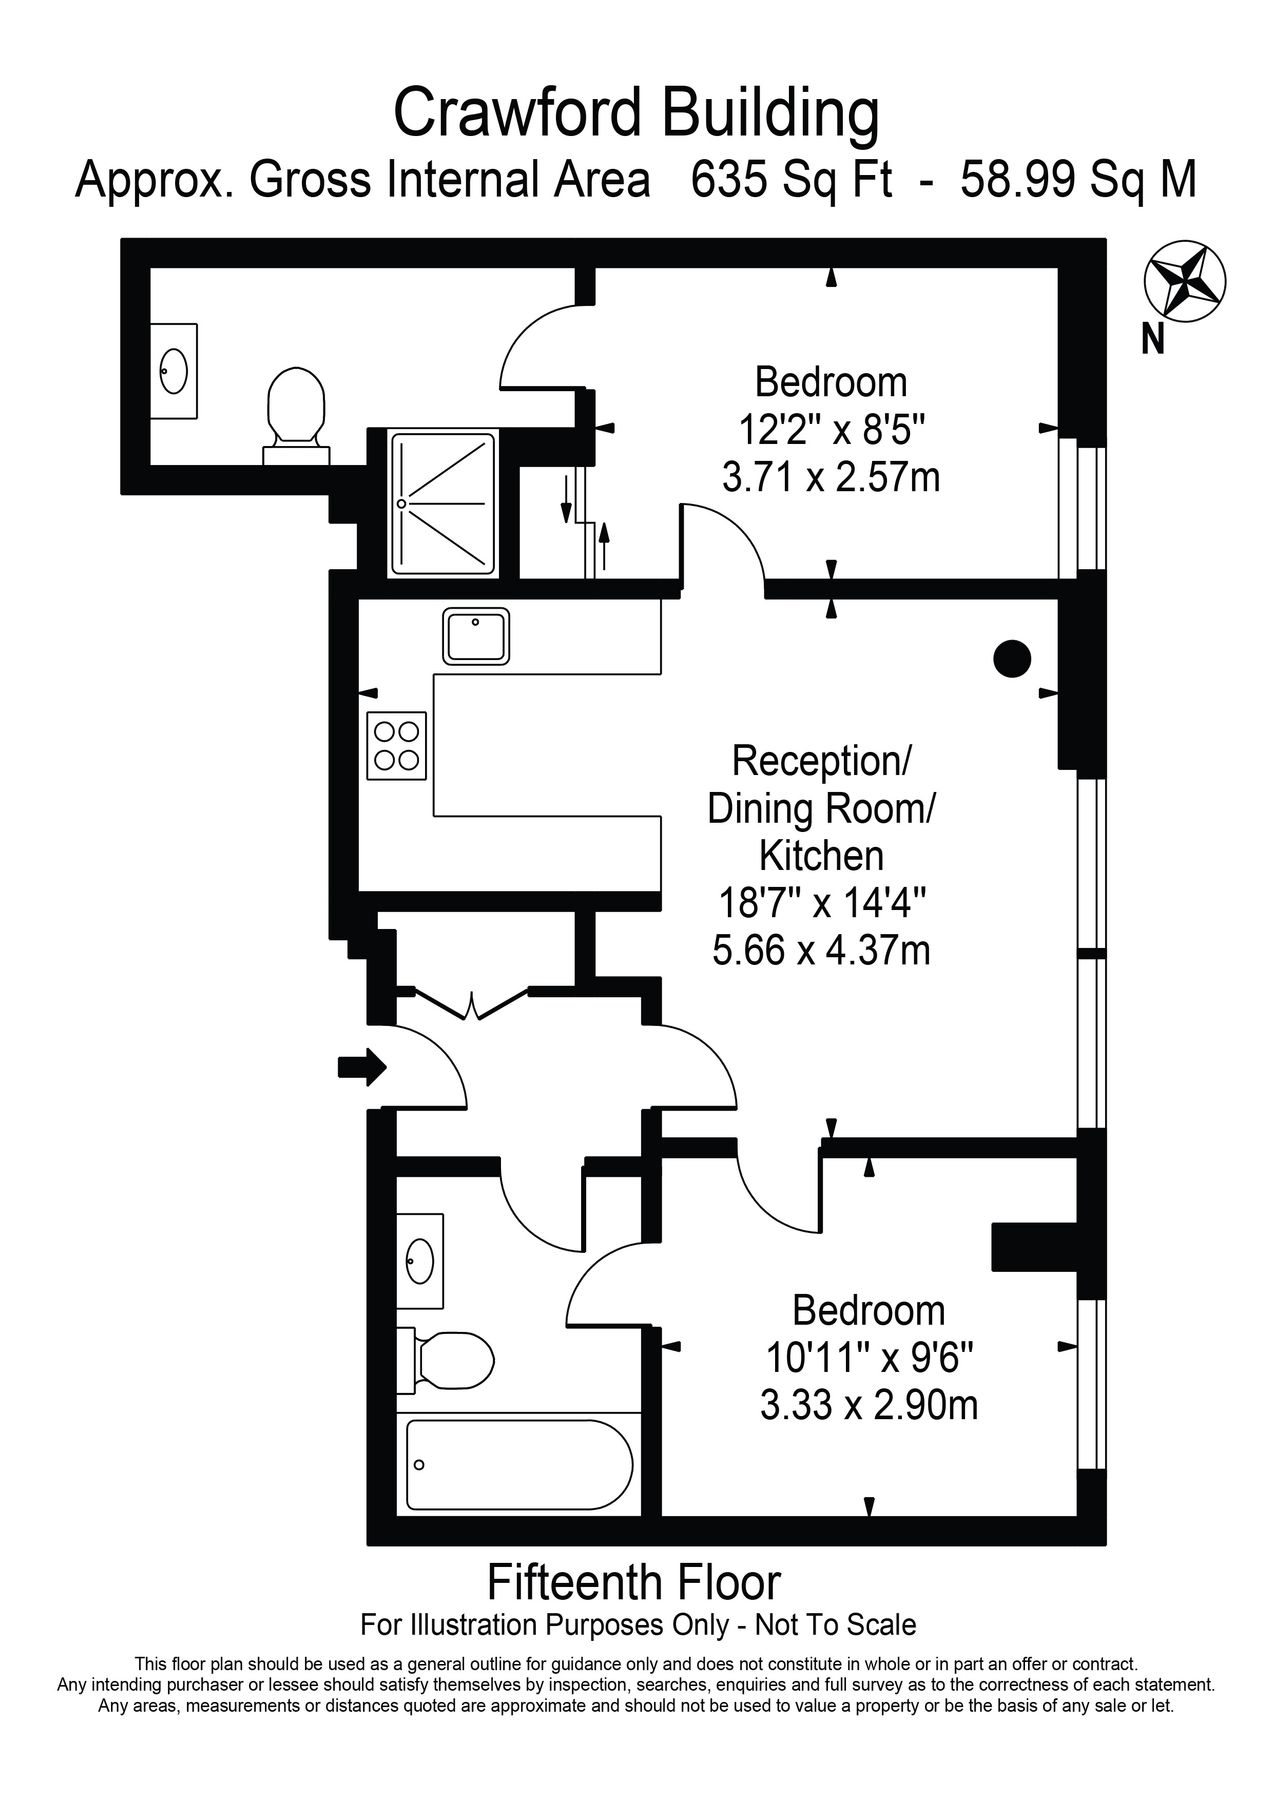 Crawford Building
Approx. Gross Internal Area 635 Sq Ft - 58.99 Sq M
N
Bedroom
12'2" x 8'5"
3.71 x 2.57m
Reception/
Dining Room/
Kitchen
18'7" x 14'4"
5.66 x 4.37m
Bedroom
10'11" x 9'6"
3.33 x 2.90m
Fifteenth Floor
For Illustration Purposes Only - Not To Scale
This floor plan should be used as a general outline for guidance only and does not constitute in whole or in part an offer or contract.
Any intending purchaser or lessee should satisfy themselves by inspection, searches, enquiries and full survey as to the correctness of each statement.
Any areas, measurements or distances quoted are approximate and should not be used to value a property or be the basis of any sale or let.